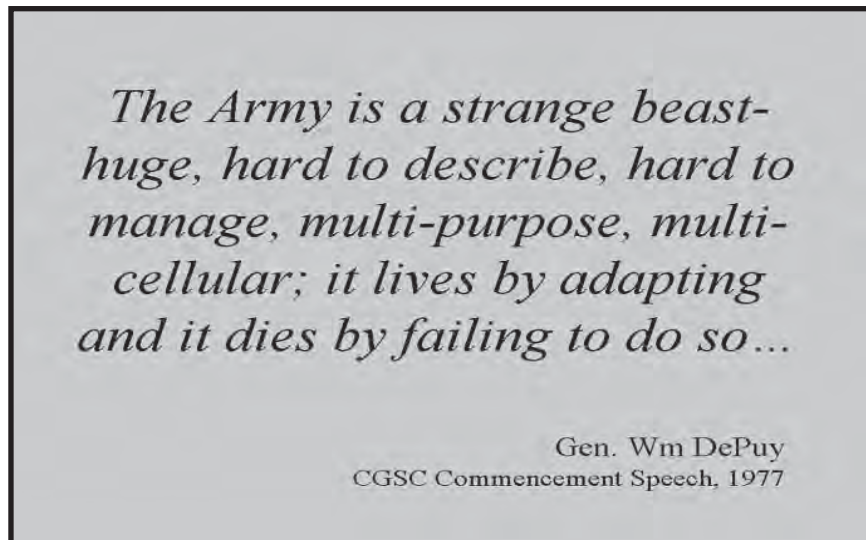 The Army is a strange beast-
huge, hard to describe, hard to
manage, multi-purpose, multi-
cellular; it lives by adapting
and it dies by failing to do so...
Gen. Wm DePuy
CGSC Commencement Speech, 1977